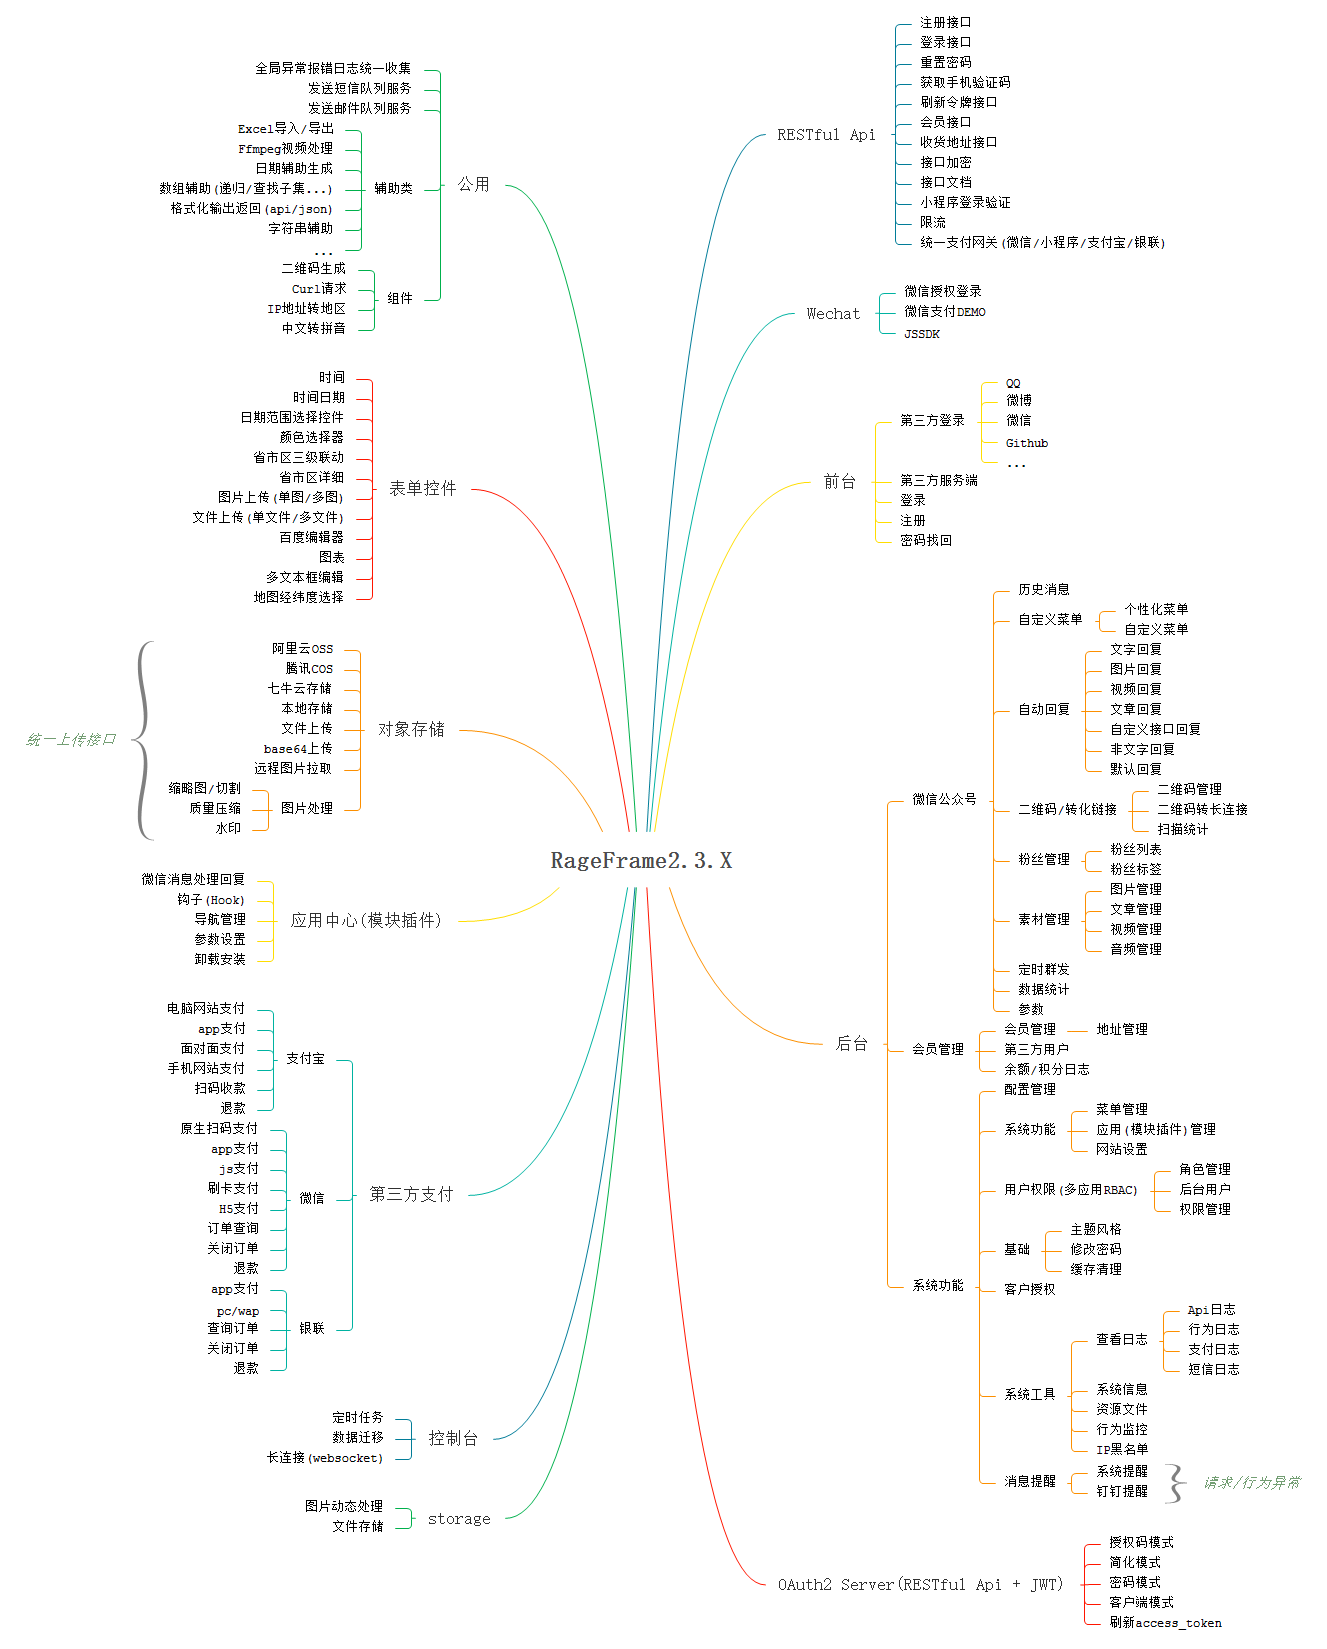 RageFrame2.3.X
RESTful Api
注册接口
登录接口
重置密码
获取手机验证码
刷新令牌接口
会员接口
收货地址接口
接口加密
接口文档
小程序登录验证
限流
统一支付网关(微信/小程序/支付宝/银联)
Wechat
微信授权登录
微信支付DEMO
JSSDK
前台
第三方登录
QQ
微博
微信
Github
...
第三方服务端
登录
注册
密码找回
后台
微信公众号
历史消息
自定义菜单
个性化菜单
自定义菜单
自动回复
文字回复
图片回复
视频回复
文章回复
自定义接口回复
非文字回复
默认回复
二维码/转化链接
二维码管理
二维码转长连接
扫描统计
粉丝管理
粉丝列表
粉丝标签
素材管理
图片管理
文章管理
视频管理
音频管理
定时群发
数据统计
参数
会员管理
会员管理
地址管理
第三方用户
余额/积分日志
系统功能
配置管理
系统功能
菜单管理
应用(模块插件)管理
网站设置
用户权限(多应用RBAC)
角色管理
后台用户
权限管理
基础
主题风格
修改密码
缓存清理
客户授权
系统工具
查看日志
Api日志
行为日志
支付日志
短信日志
系统信息
资源文件
行为监控
IP黑名单
消息提醒
系统提醒
钉钉提醒
请求/行为异常
OAuth2 Server(RESTful Api + JWT)
授权码模式
简化模式
密码模式
客户端模式
刷新access_token
公用
全局异常报错日志统一收集
发送短信队列服务
发送邮件队列服务
辅助类
Excel导入/导出
Ffmpeg视频处理
日期辅助生成
数组辅助(递归/查找子集...)
格式化输出返回(api/json)
字符串辅助
...
组件
二维码生成
Curl请求
IP地址转地区
中文转拼音
表单控件
时间
时间日期
日期范围选择控件
颜色选择器
省市区三级联动
省市区详细
图片上传(单图/多图)
文件上传(单文件/多文件)
百度编辑器
图表
多文本框编辑
地图经纬度选择
对象存储
阿里云OSS
腾讯COS
七牛云存储
本地存储
文件上传
base64上传
远程图片拉取
图片处理
缩略图/切割
质量压缩
水印
统一上传接口
应用中心(模块插件)
微信消息处理回复
钩子(Hook)
导航管理
参数设置
卸载安装
第三方支付
支付宝
电脑网站支付
app支付
面对面支付
手机网站支付
扫码收款
退款
微信
原生扫码支付
app支付
js支付
刷卡支付
H5支付
订单查询
关闭订单
退款
银联
app支付
pc/wap
查询订单
关闭订单
退款
控制台
定时任务
数据迁移
长连接(websocket)
storage
图片动态处理
文件存储